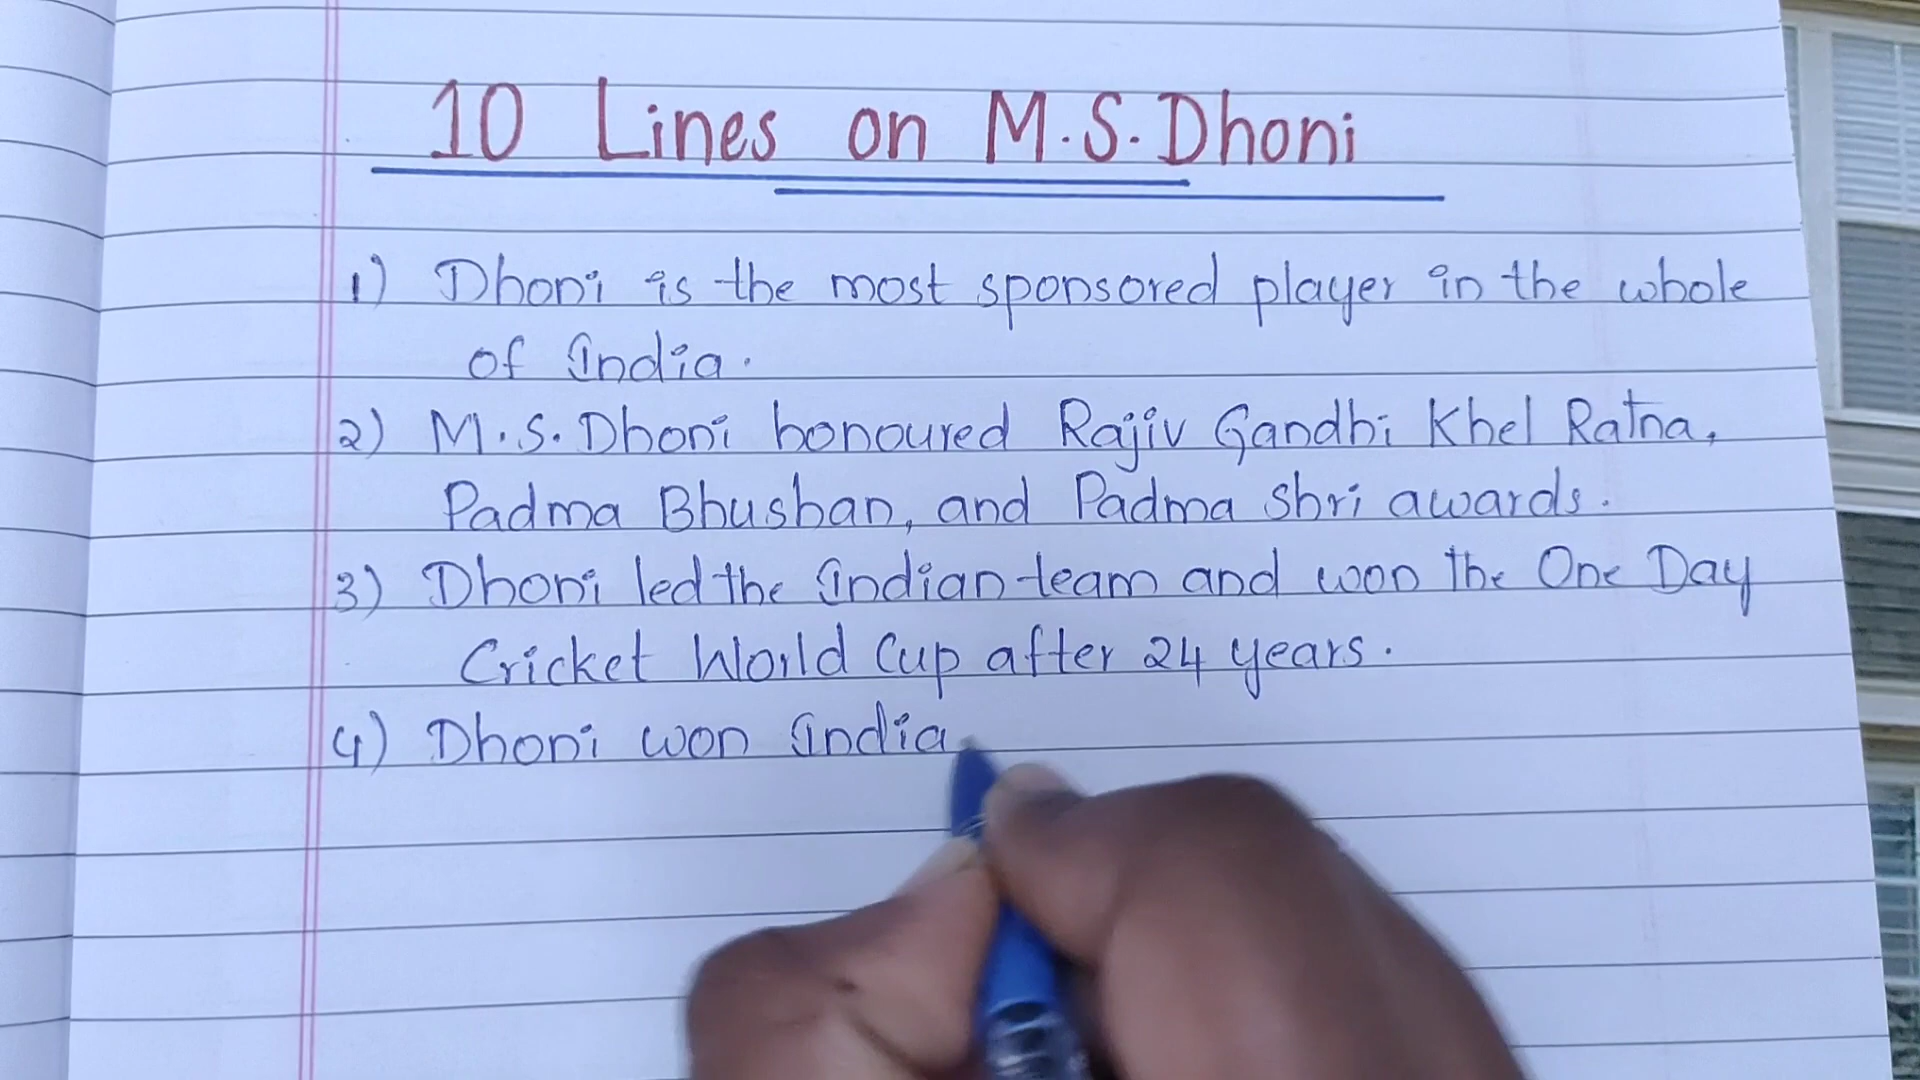 10 Lines on M.S.Dhoni
1) Dhoni is the most sponsored player in the whole
of India.
2) M.S.Dhoni honoured Rajiv Gandhi Khel Ratna,
Padma Bhushan, and Padma Shri awards.
3) Dhoni led the Indian team and won the One Day
Cricket World Cup after 24 years.
4) Dhoni won India